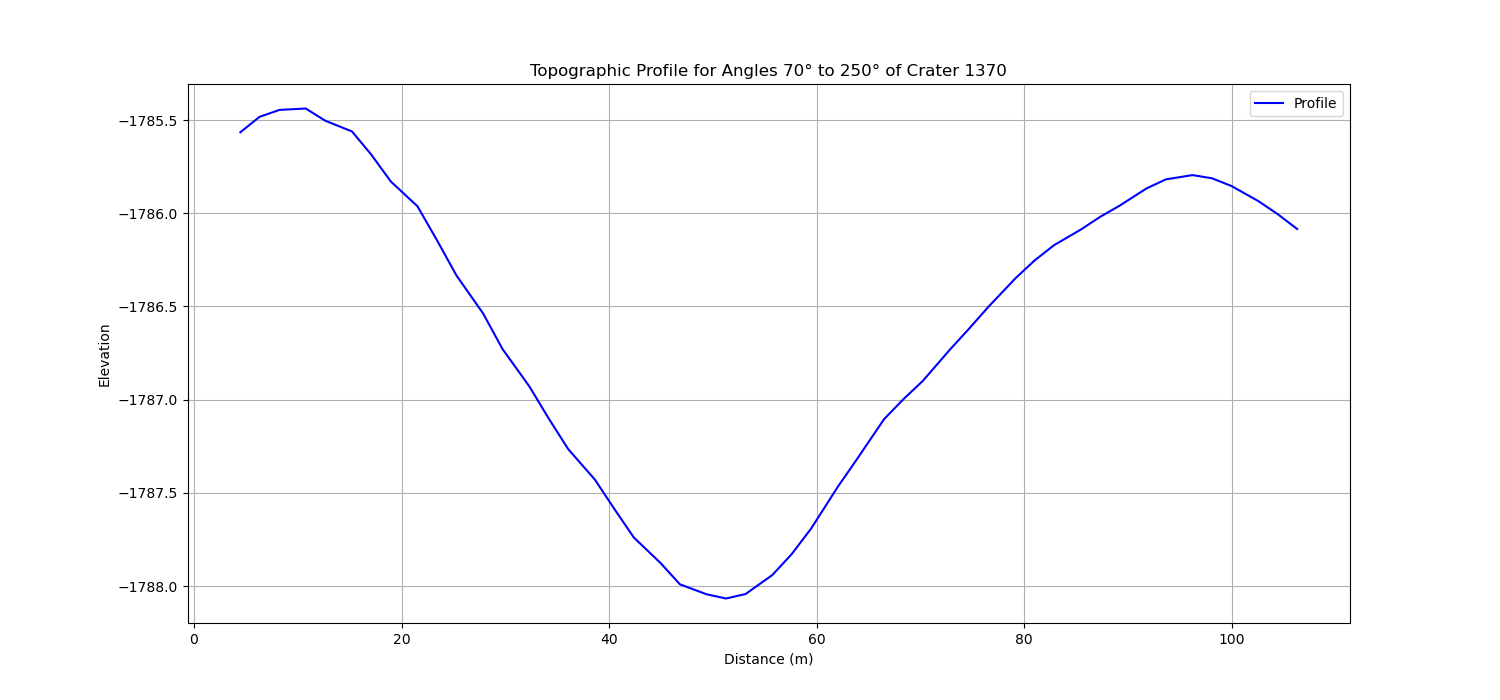 Topographic Profile for Angles 70° to 250° of Crater 1370
Profile
Elevation
−1785.5
−1786.0
−1786.5
−1787.0
−1787.5
−1788.0
0 20 40 60 80 100
Distance (m)